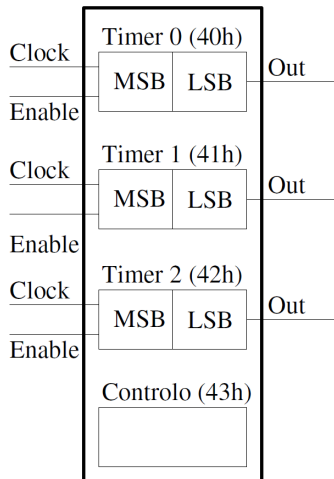 Timer 0 (40h)
Clock
MSB LSB
Out
Enable
Timer 1 (41h)
Clock
MSB LSB
Out
Enable
Timer 2 (42h)
Clock
MSB LSB
Out
Enable
Controlo (43h)